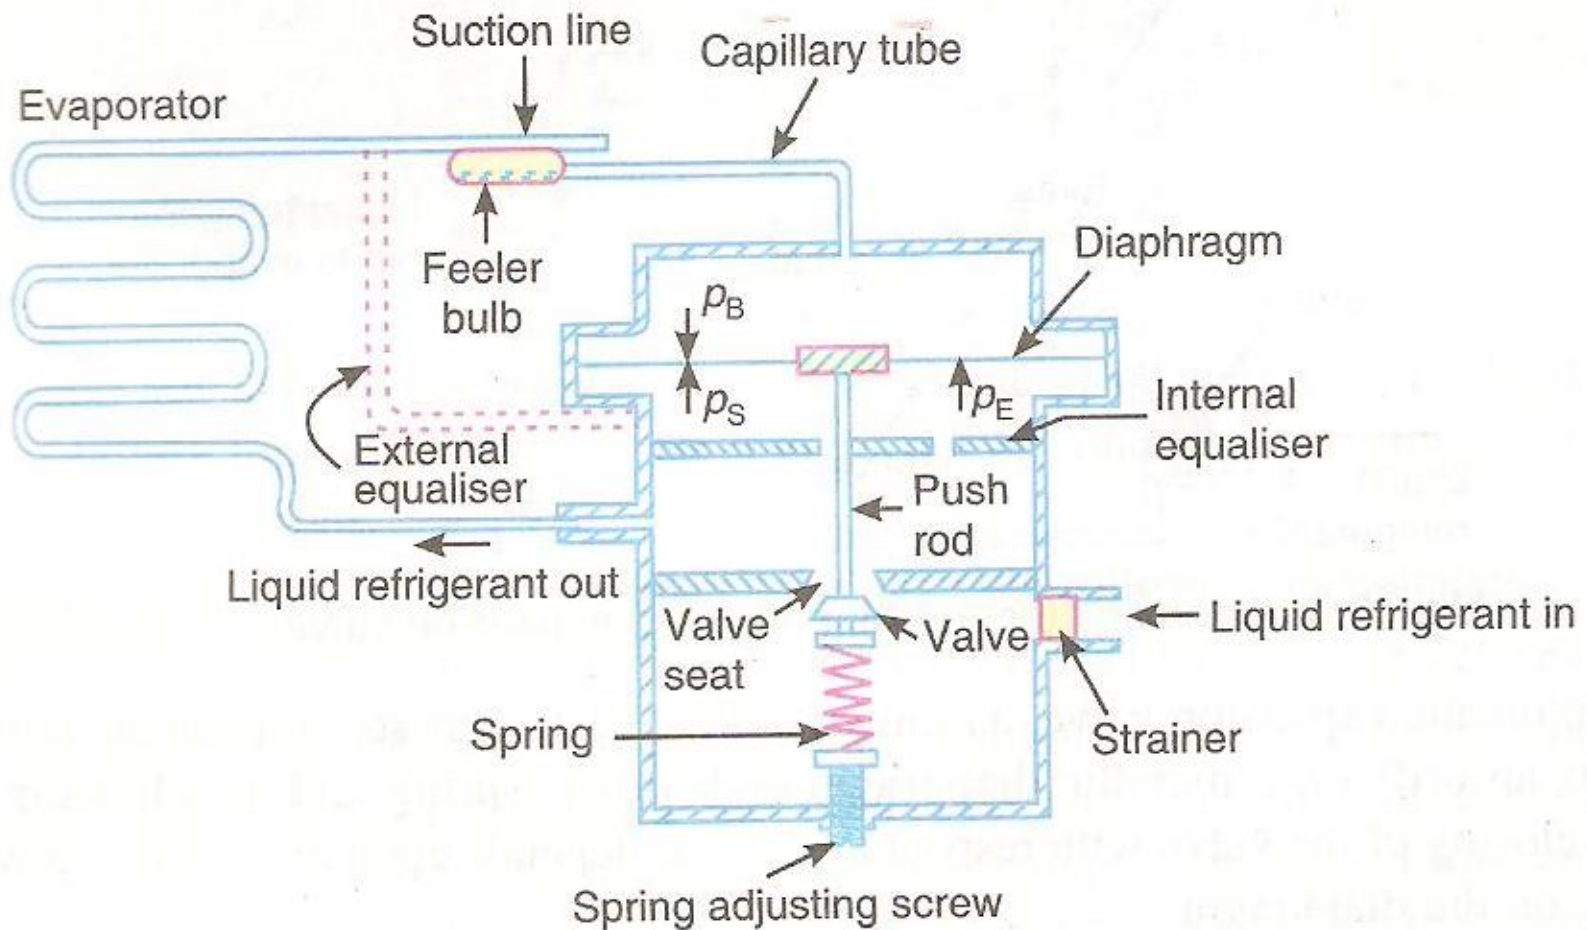 Suction line
Capillary tube
Evaporator
Feeler
bulb
Diaphragm
pB
pS
pE
Internal
equaliser
External
equaliser
Push
rod
Liquid refrigerant out
Valve
seat
Valve
Liquid refrigerant in
Spring
Strainer
Spring adjusting screw